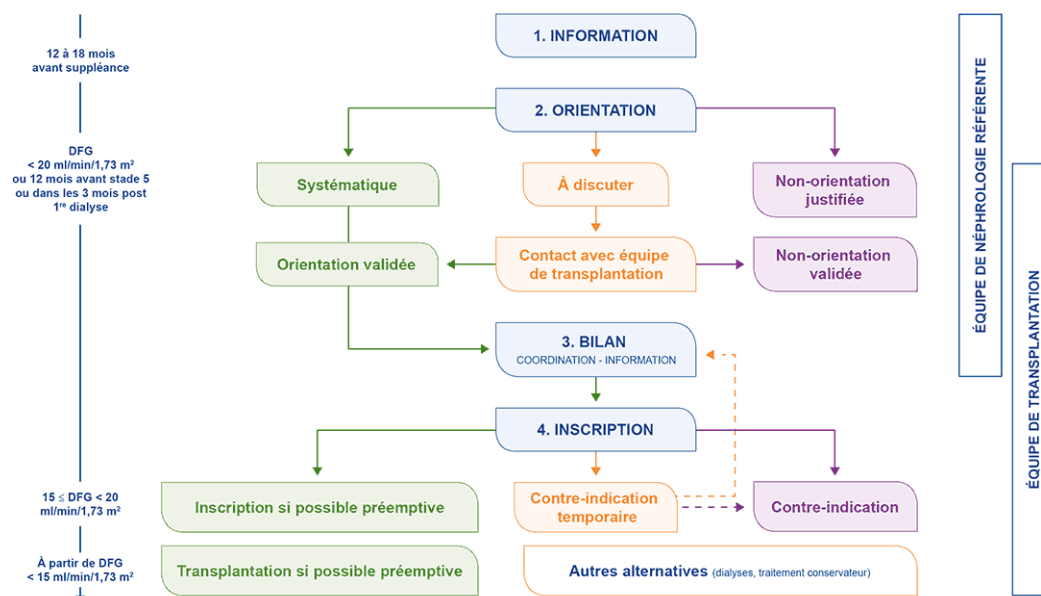 12 à 18 mois
avant suppléance
1. INFORMATION
2. ORIENTATION
DFG
< 20 ml/min/1,73 m²
ou 12 mois avant stade 5
ou dans les 3 mois post
1re dialyse
Systématique
À discuter
Non-orientation
justifiée
Orientation validée
Contact avec équipe
de transplantation
Non-orientation
validée
3. BILAN
COORDINATION - INFORMATION
4. INSCRIPTION
15 ≤ DFG < 20
ml/min/1,73 m²
Inscription si possible préemptive
Contre-indication
temporaire
Contre-indication
À partir de DFG
< 15 ml/min/1,73 m²
Transplantation si possible préemptive
Autres alternatives (dialyses, traitement conservateur)
ÉQUIPE DE NÉPHROLOGIE RÉFÉRENTE
ÉQUIPE DE TRANSPLANTATION